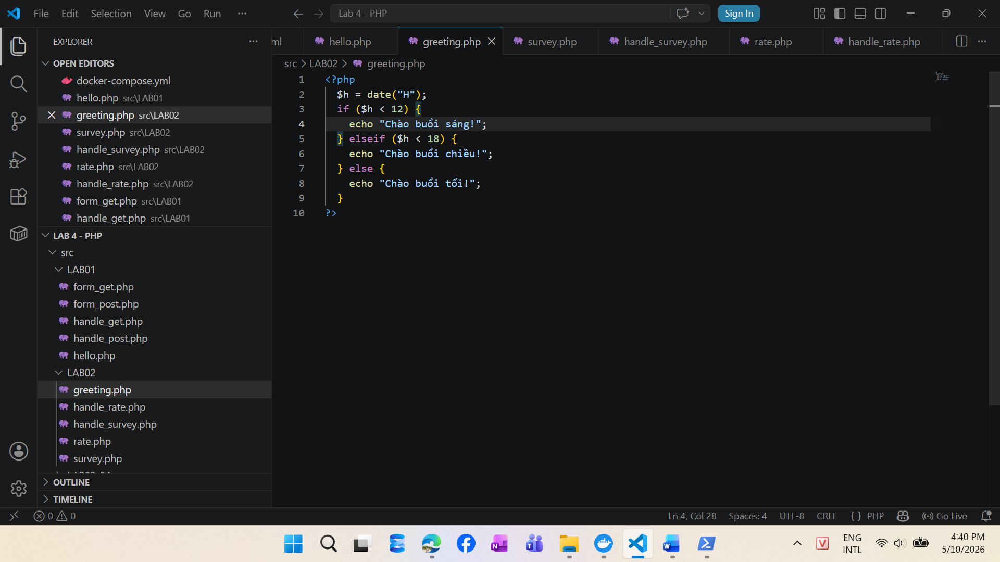 File Edit Selection View Go Run ··· Lab 4 - PHP Sign In
EXPLORER
OPEN EDITORS
docker-compose.yml
hello.php src\LAB01
greeting.php src\LAB02
survey.php src\LAB02
handle_survey.php src\LAB02
rate.php src\LAB02
handle_rate.php src\LAB02
form_get.php src\LAB01
handle_get.php src\LAB01
LAB 4 - PHP
src
LAB01
form_get.php
form_post.php
handle_get.php
handle_post.php
hello.php
LAB02
greeting.php
handle_rate.php
handle_survey.php
rate.php
survey.php
OUTLINE
TIMELINE
ml hello.php greeting.php survey.php handle_survey.php rate.php handle_rate.php
src > LAB02 > greeting.php
1 <?php
2 $h = date("H");
3 if ($h < 12) {
4 echo "Chào buổi sáng!";
5 } elseif ($h < 18) {
6 echo "Chào buổi chiều!";
7 } else {
8 echo "Chào buổi tối!";
9 }
10 ?>
0 0 Ln 4, Col 28 Spaces: 4 UTF-8 CRLF { } PHP Go Live
N T W V
ENG
INTL
4:40 PM
5/10/2026